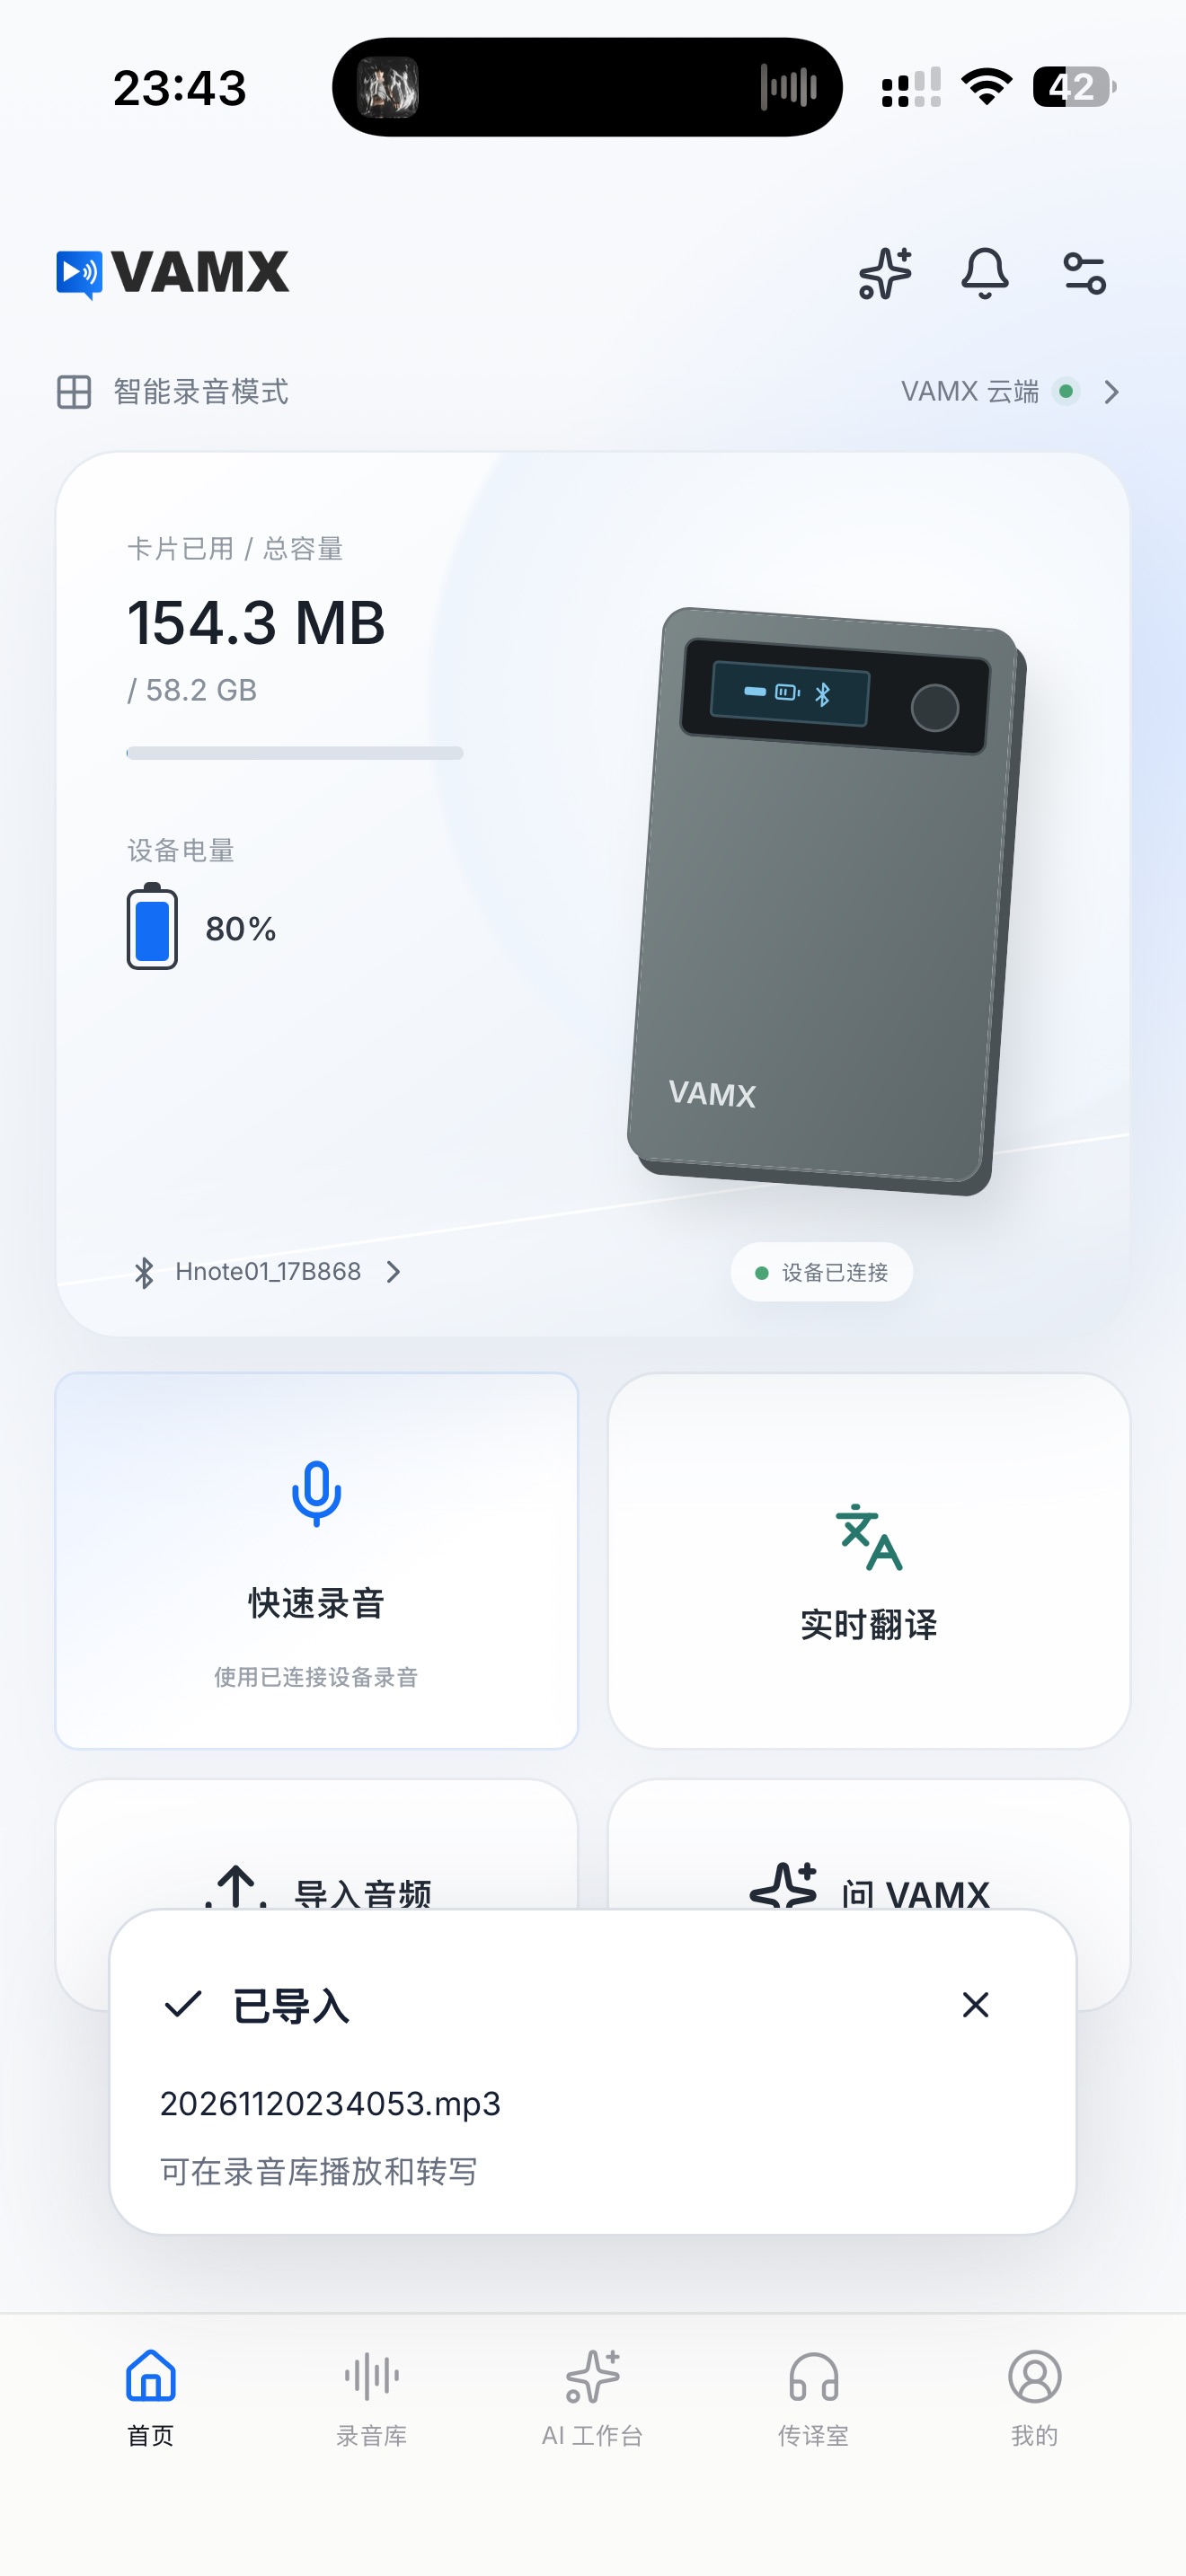 23:43
42
VAMX
智能录音模式
VAMX 云端
卡片已用 / 总容量
154.3 MB
/ 58.2 GB
设备电量
80%
VAMX
Hnote01_17B868
设备已连接
快速录音
使用已连接设备录音
实时翻译
导入音频
问 VAMX
已导入
20261120234053.mp3
可在录音库播放和转写
首页
录音库
AI 工作台
传译室
我的